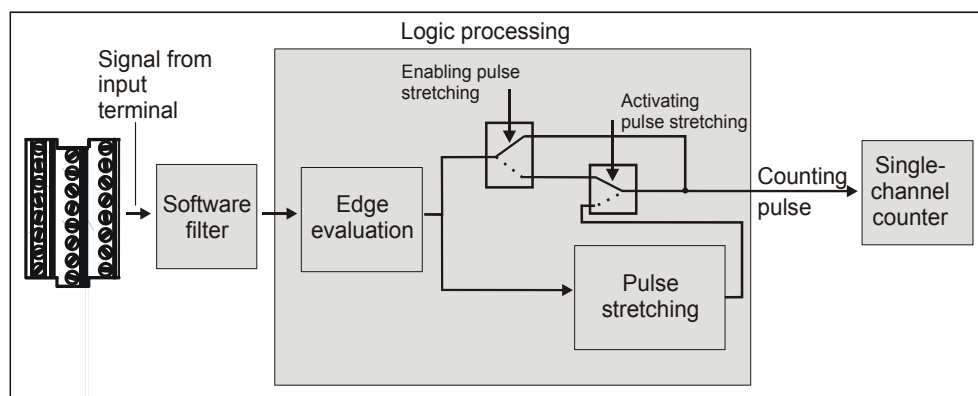 Logic processing
Signal from
input
terminal
Enabling pulse
stretching
Activating
pulse stretching
Software
filter
Edge
evaluation
Counting
pulse
Single-
channel
counter
Pulse
stretching